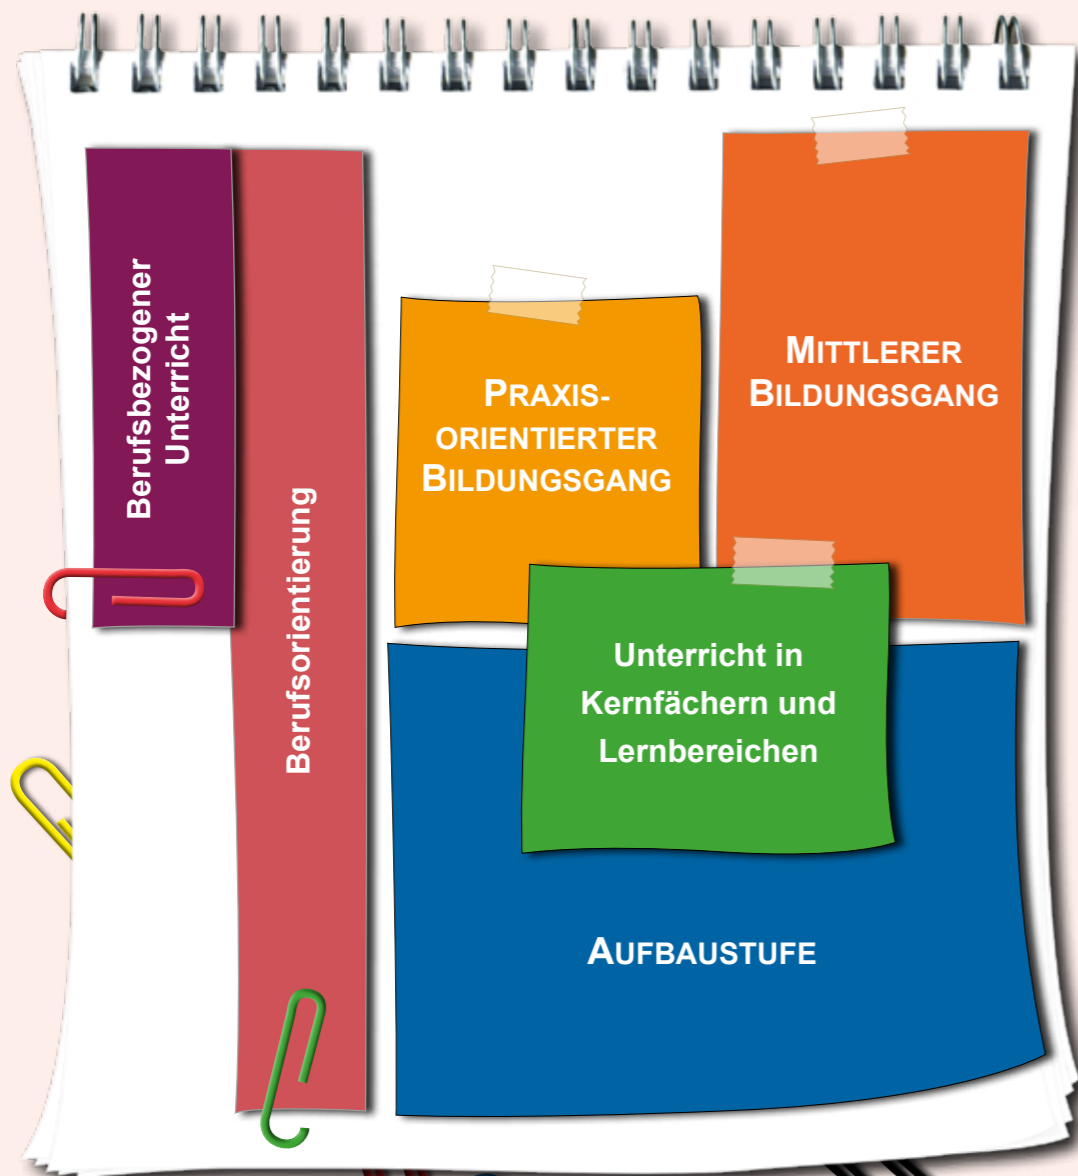 Berufsbezogener
Unterricht
Berufsorientierung
PRAXIS-
ORIENTIERTER
BILDUNGSGANG
MITTLERER
BILDUNGSGANG
Unterricht in
Kernfächern und
Lernbereichen
AUFBAUSTUFE